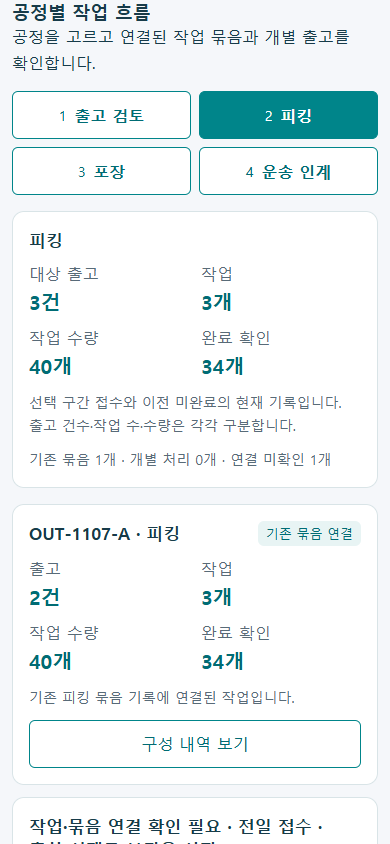 공정별 작업 흐름
공정을 고르고 연결된 작업 묶음과 개별 출고를
확인합니다.
1 출고 검토
2 피킹
3 포장
4 운송 인계
피킹
대상 출고
작업
3건
3개
작업 수량
완료 확인
40개
34개
선택 구간 접수와 이전 미완료의 현재 기록입니다.
출고 건수·작업 수·수량은 각각 구분합니다.
기존 묶음 1개 · 개별 처리 0개 · 연결 미확인 1개
OUT-1107-A · 피킹
기존 묶음 연결
출고
작업
2건
3개
작업 수량
완료 확인
40개
34개
기존 피킹 묶음 기록에 연결된 작업입니다.
구성 내역 보기
작업·묶음 연결 확인 필요 · 전일 접수 ·